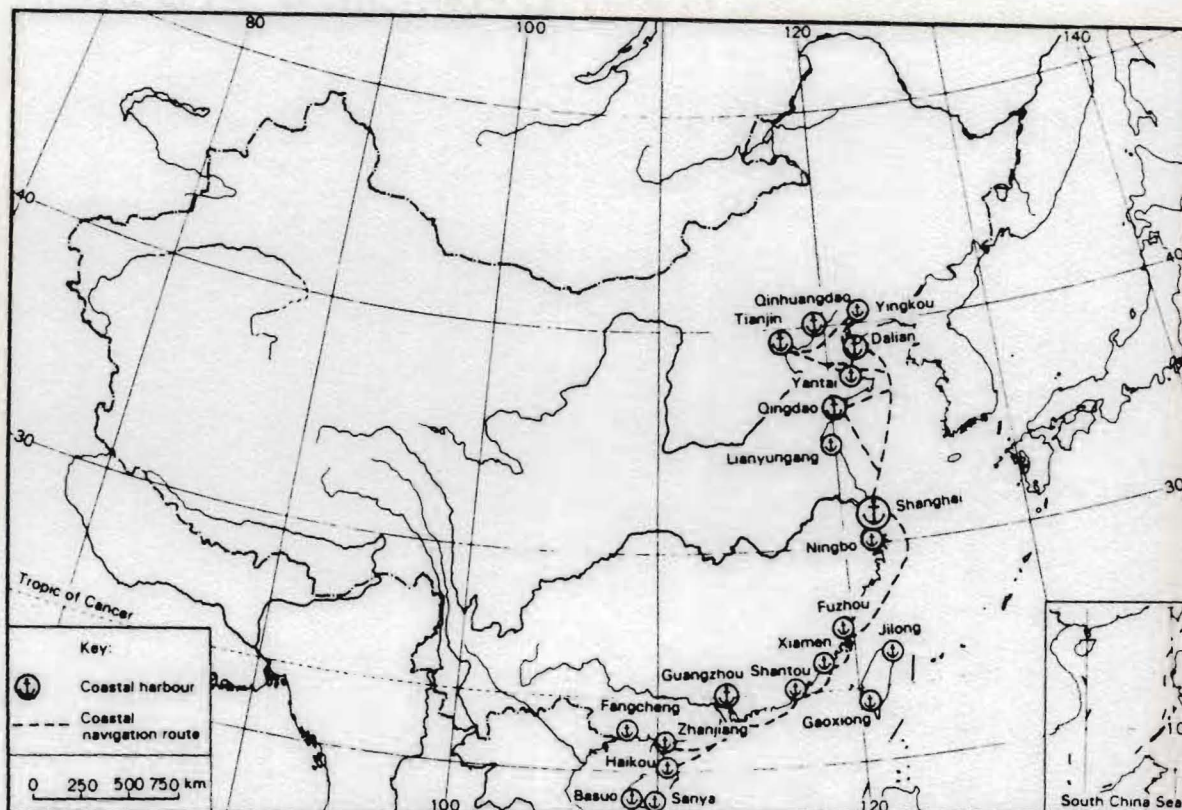 80
100
120
140
40
40
Qinhuangdao
Yingkou
Tianjin
Dalian
Yantai
Qingdao
30
Lianyungang
Shanghai
30
Ningbo
Tropic of Cancer
Fuzhou
Jilong
Xiamen
Guangzhou
Shantou
Key:
Coastal harbour
Fangcheng
Gaoxiong
Coastal
navigation route
Zhanjiang
Haikou
0 250 500 750 km
100
Basuo
Sanya
120
10
South China Sea